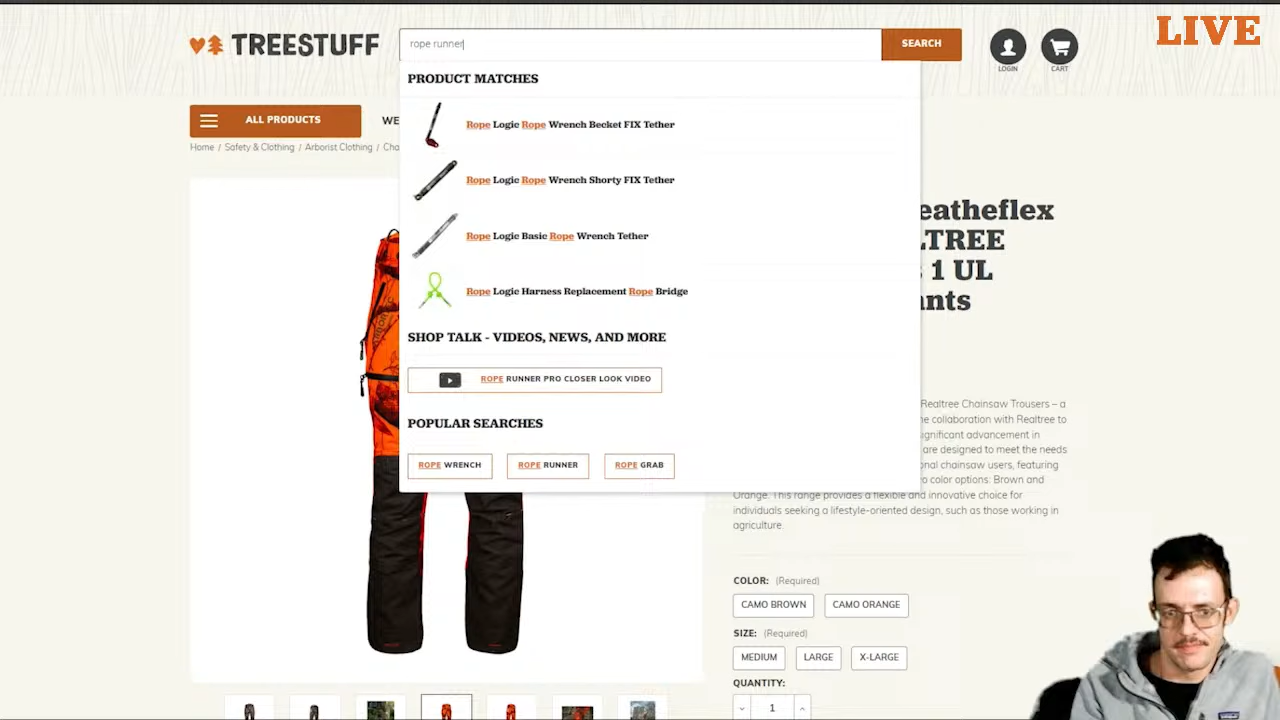 LIVE
TREESTUFF
rope runner
SEARCH
LOGIN
CART
PRODUCT MATCHES
ALL PRODUCTS
WE
Rope Logic Rope Wrench Becket FIX Tether
Home / Safety & Clothing / Arborist Clothing / Cha
Rope Logic Rope Wrench Shorty FIX Tether
eatheflex
LTREE
1 UL
ants
Rope Logic Basic Rope Wrench Tether
Rope Logic Harness Replacement Rope Bridge
SHOP TALK - VIDEOS, NEWS, AND MORE
ROPE RUNNER PRO CLOSER LOOK VIDEO
POPULAR SEARCHES
ROPE WRENCH
ROPE RUNNER
ROPE GRAB
Realtree Chainsaw Trousers – a
e collaboration with Realtree to
ignificant advancement in
are designed to meet the needs
onal chainsaw users, featuring
o color options: Brown and
Orange. This range provides a flexible and innovative choice for
individuals seeking a lifestyle-oriented design, such as those working in
agriculture.
COLOR: (Required)
CAMO BROWN
CAMO ORANGE
SIZE: (Required)
MEDIUM
LARGE
X-LARGE
QUANTITY:
1